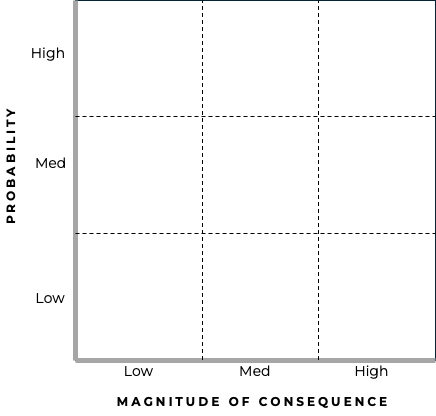 High
PROBABILITY
Med
Low
Low Med High
MAGNITUDE OF CONSEQUENCE